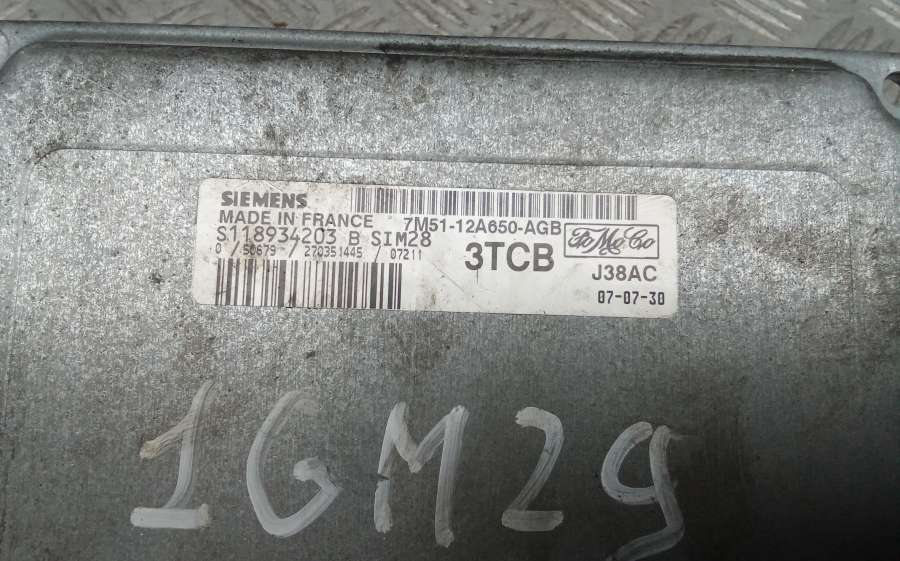 SIEMENS
MADE IN FRANCE 7M51-12A650-AGB
S118934203 B SIM28
FoMoCo
0 / 50679 / 270351445 / 07211
3TCB
J38AC
07-07-30
1GM29